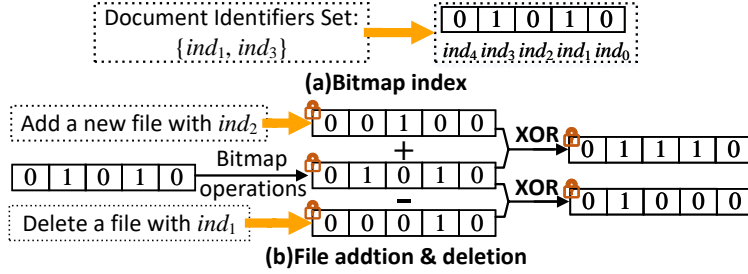 Document Identifiers Set:
{ind1, ind3}
0 1 0 1 0
ind4 ind3 ind2 ind1 ind0
(a)Bitmap index
Add a new file with ind2
0 0 1 0 0
+
XOR
0 1 1 1 0
0 1 0 1 0
Bitmap
operations
0 1 0 1 0
-
XOR
0 1 0 0 0
Delete a file with ind1
0 0 0 1 0
(b)File addtion & deletion